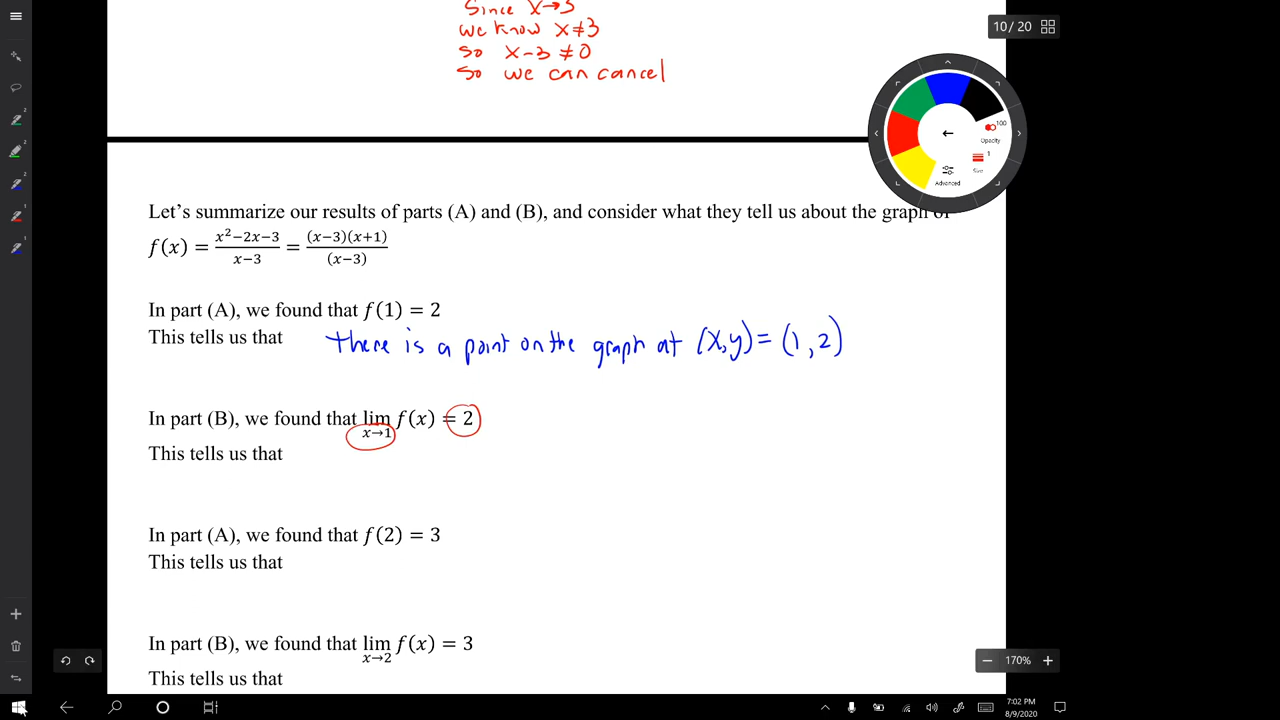 Since x→3
we know x≠3
So x-3 ≠0
So we can cancel
10/20
100
Opacity
1
Size
Advanced
Let's summarize our results of parts (A) and (B), and consider what they tell us about the graph of
f(x) = x²−2x−3 / x−3 = (x−3)(x+1) / (x−3)
In part (A), we found that f(1) = 2
This tells us that there is a point on the graph at (x,y) = (1, 2)
In part (B), we found that lim x→1 f(x) = 2
This tells us that
In part (A), we found that f(2) = 3
This tells us that
In part (B), we found that lim x→2 f(x) = 3
This tells us that
170%
7:02 PM
8/9/2020